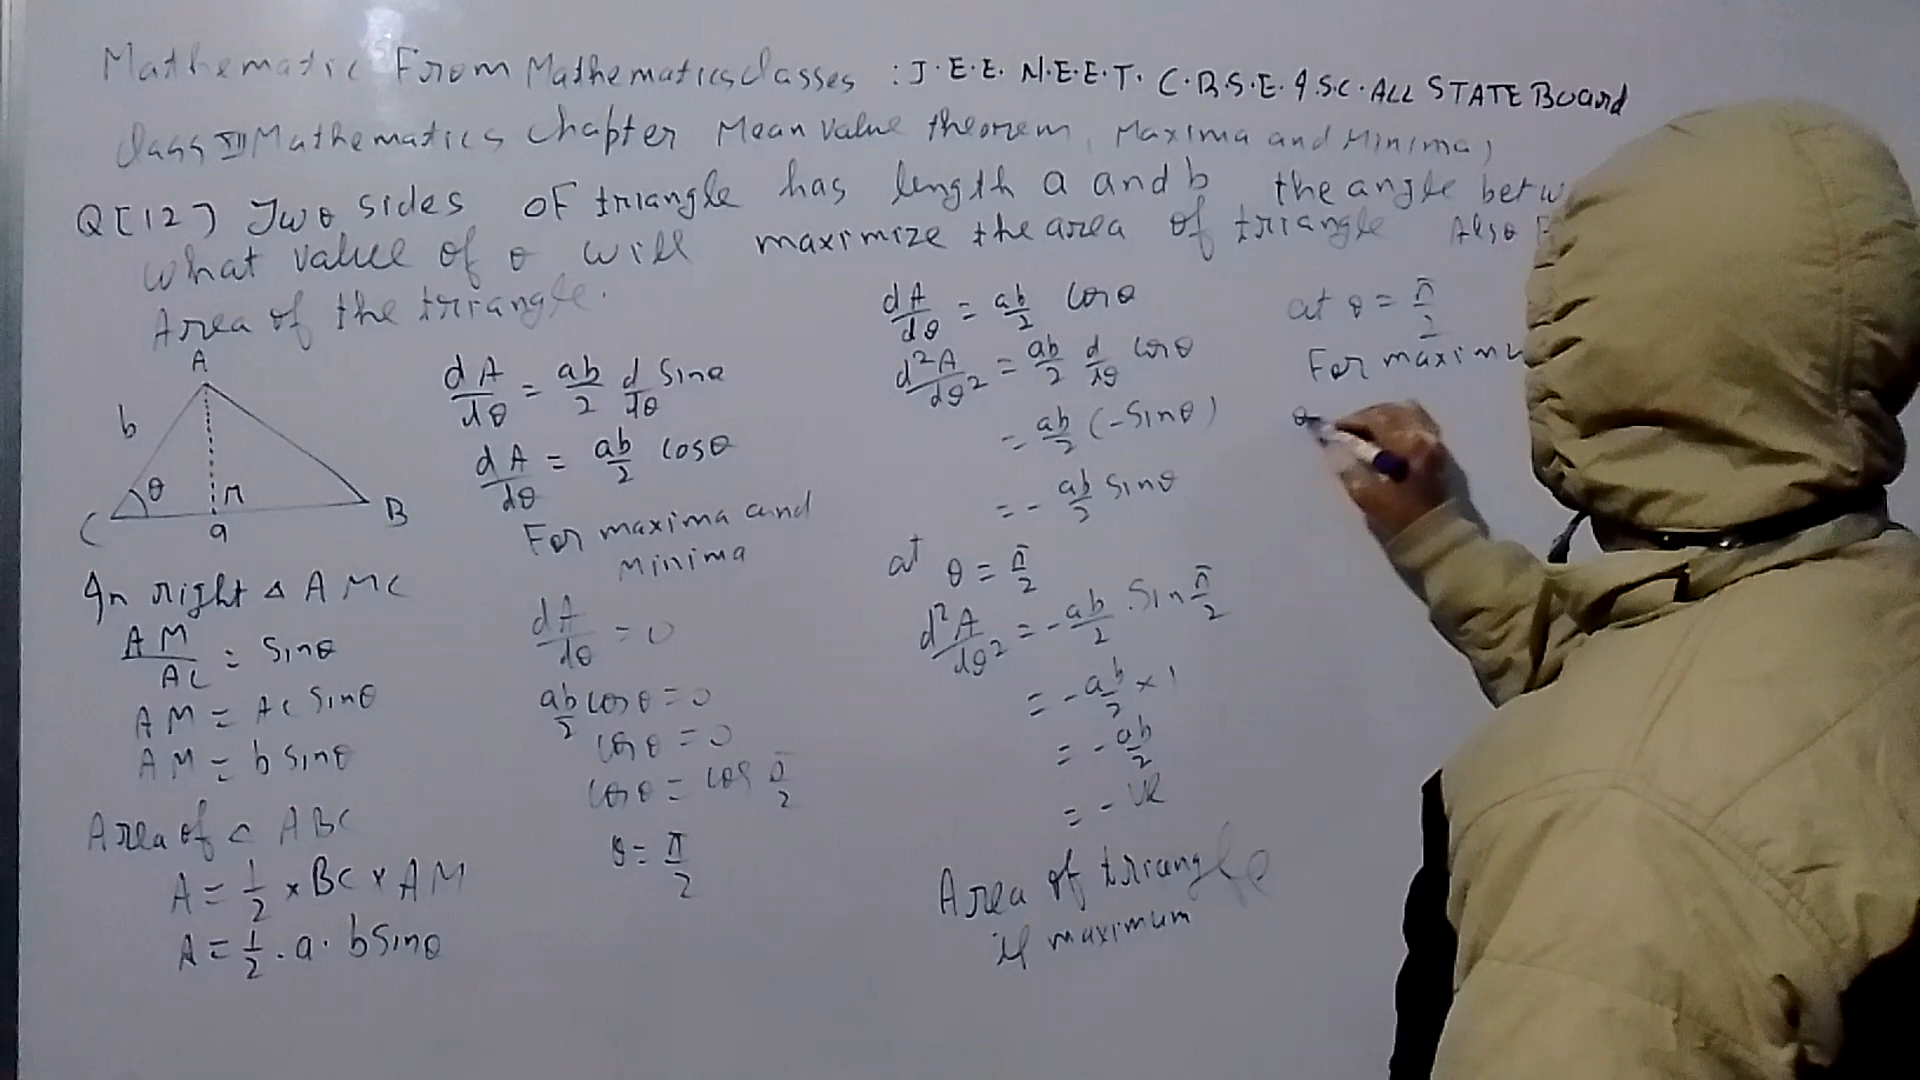 Mathematic From Mathematicsclasses : J.E.E. N.E.E.T. C.B.S.E. I.S.C. ALL STATE Board
Class XII Mathematics Chapter Mean value theorem, Maxima and Minima,
Q[12] Two sides of triangle has length a and b the angle betw
what value of θ will maximize the area of triangle Also
Area of the triangle.
A
b
θ
M
C
a
B
In right △ AMC
AM/AC = Sinθ
AM = AC Sinθ
AM = b Sinθ
Area of △ ABC
A = 1/2 × BC × AM
A = 1/2 . a . b Sinθ
dA/dθ = ab/2 d/dθ Sinθ
dA/dθ = ab/2 cosθ
For maxima and
minima
dA/dθ = 0
ab/2 cosθ = 0
cosθ = 0
cosθ = cos π/2
θ = π/2
dA/dθ = ab/2 cosθ
d²A/dθ² = ab/2 d/dθ cosθ
= ab/2 (-Sinθ)
= - ab/2 Sinθ
at θ = π/2
d²A/dθ² = - ab/2 . Sin π/2
= - ab/2 × 1
= - ab/2
= - ve
Area of triangle
is maximum
at θ = π/2
For maximu